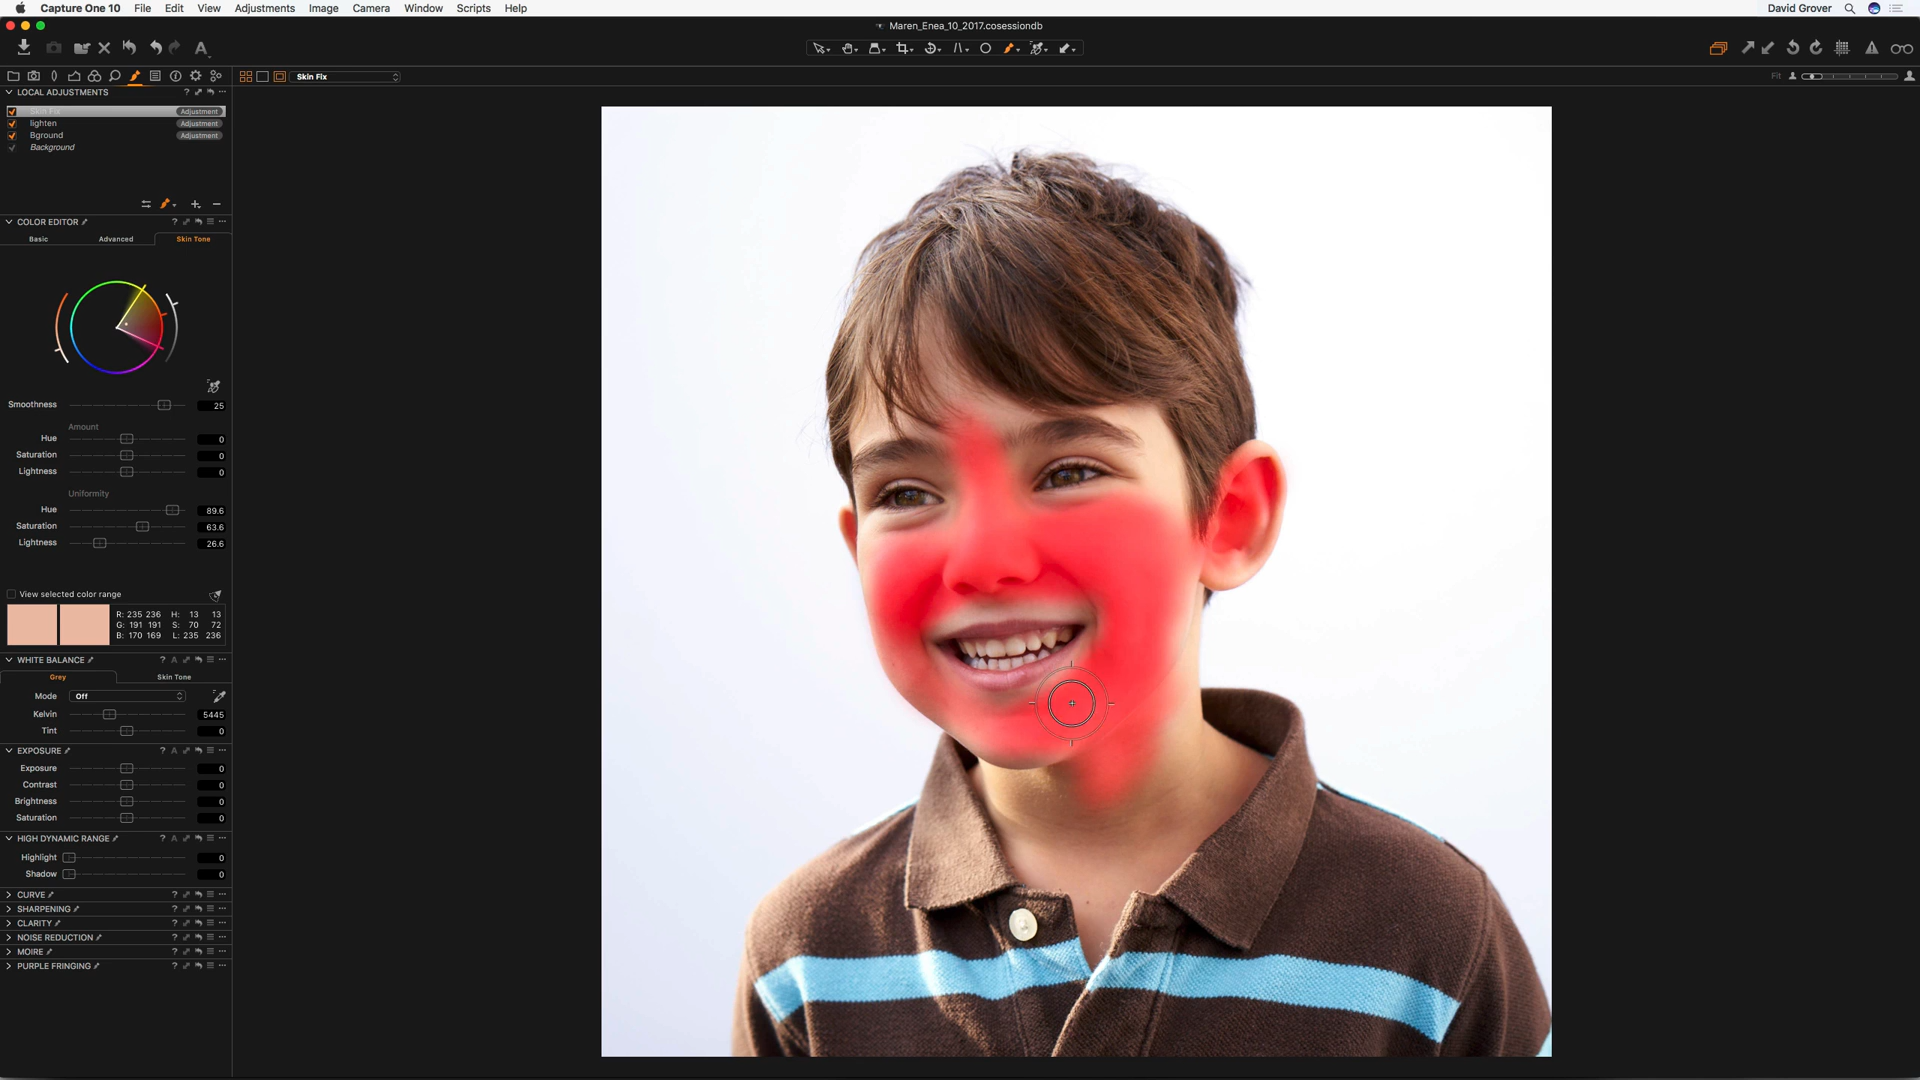 Capture One 10 File Edit View Adjustments Image Camera Window Scripts Help David Grover
Maren_Enea_10_2017.cosessiondb
Skin Fix
Fit
LOCAL ADJUSTMENTS
Skin Fix Adjustment
lighten Adjustment
Bground Adjustment
Background
COLOR EDITOR
Basic Advanced Skin Tone
Smoothness 25
Amount
Hue 0
Saturation 0
Lightness 0
Uniformity
Hue 89.6
Saturation 63.6
Lightness 26.6
View selected color range
R: 235 236 H: 13 13
G: 191 191 S: 70 72
B: 170 169 L: 235 236
WHITE BALANCE
Grey Skin Tone
Mode Off
Kelvin 5445
Tint 0
EXPOSURE
Exposure 0
Contrast 0
Brightness 0
Saturation 0
HIGH DYNAMIC RANGE
Highlight 0
Shadow 0
CURVE
SHARPENING
CLARITY
NOISE REDUCTION
MOIRE
PURPLE FRINGING